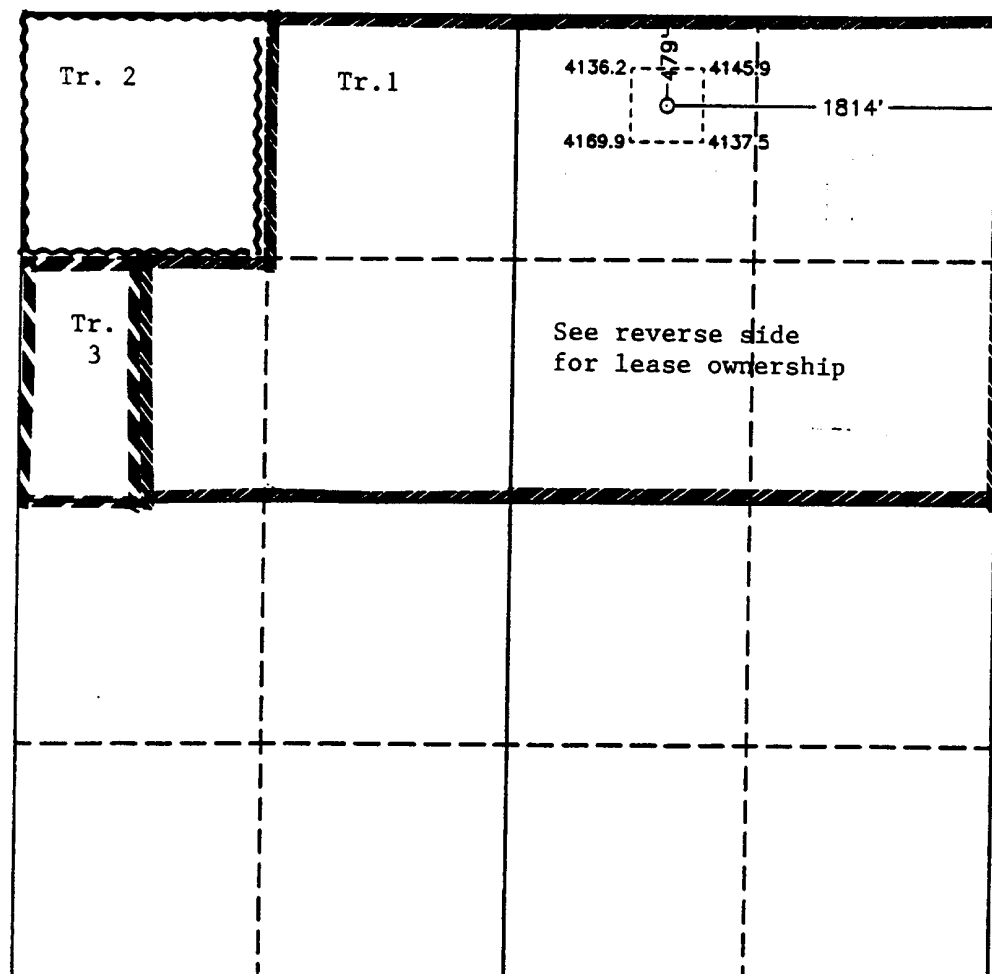 Tr. 2
Tr.1
479
4136.2
4145.9
1814'
4169.9
4137.5
Tr.
3
See reverse side
for lease ownership